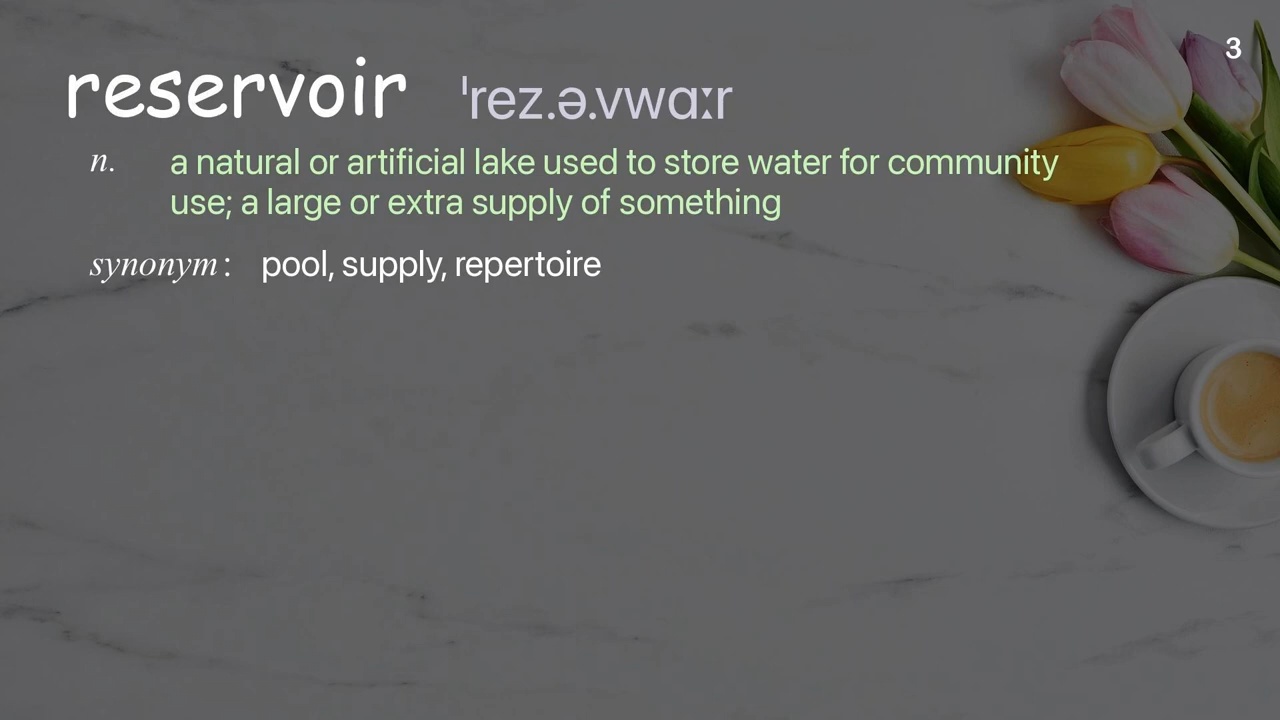 3
reservoir ˈrez.ə.vwɑːr
n. a natural or artificial lake used to store water for community
use; a large or extra supply of something
synonym : pool, supply, repertoire